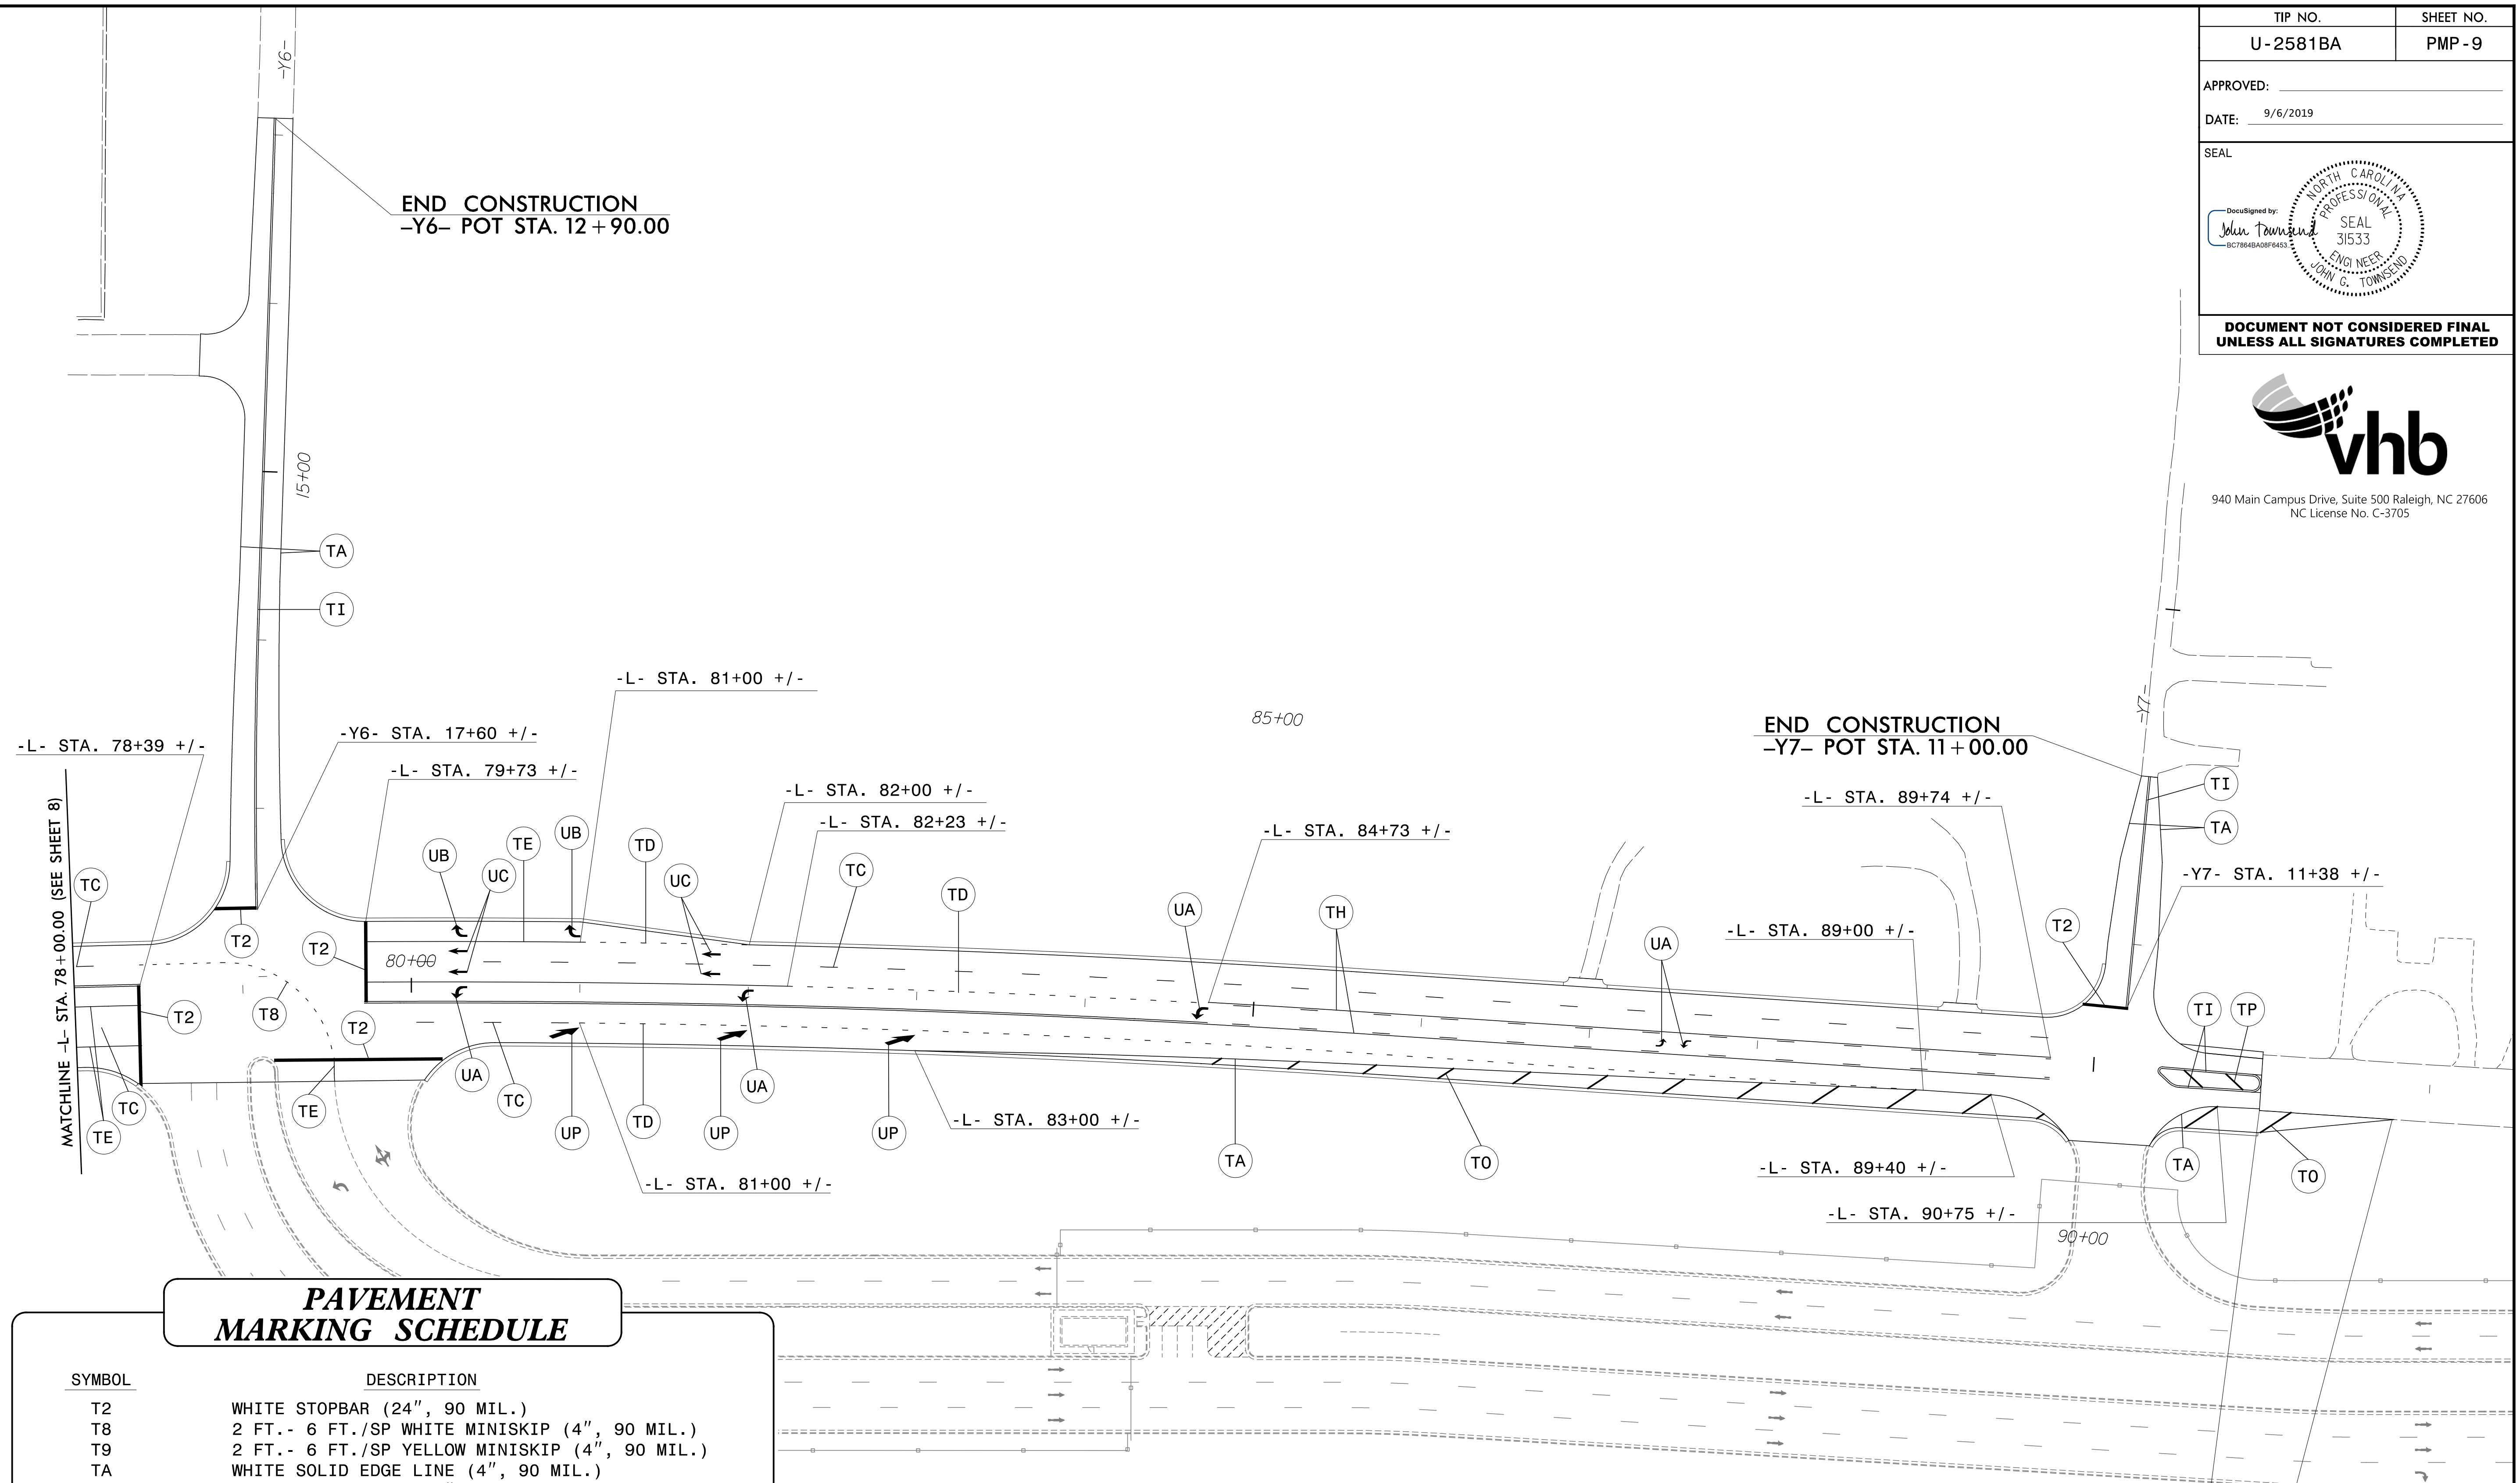 TIP NO. SHEET NO.
U-2581BA PMP-9
APPROVED:
DATE: 9/6/2019
SEAL
DocuSigned by:
John Townsend
BC7864BA08F6453...
NORTH CAROLINA
PROFESSIONAL
SEAL
31533
ENGINEER
JOHN G. TOWNSEND
DOCUMENT NOT CONSIDERED FINAL
UNLESS ALL SIGNATURES COMPLETED
vhb
940 Main Campus Drive, Suite 500 Raleigh, NC 27606
NC License No. C-3705
-Y6-
END CONSTRUCTION
-Y6- POT STA. 12+90.00
15+00
TA
TI
-L- STA. 81+00 +/-
85+00
-L- STA. 78+39 +/-
-Y6- STA. 17+60 +/-
-L- STA. 79+73 +/-
-L- STA. 82+00 +/-
-L- STA. 82+23 +/-
-L- STA. 84+73 +/-
END CONSTRUCTION
-Y7- POT STA. 11+00.00
-Y7-
-L- STA. 89+74 +/-
TI
TA
-Y7- STA. 11+38 +/-
-L- STA. 89+00 +/-
MATCHLINE -L- STA. 78+00.00 (SEE SHEET 8)
TC
UB
UC
TE
UB
TD
UC
TC
TD
UA
TH
UA
T2
T2
T2
80+00
T2
T8
T2
TI
TP
TC
TE
TE
UA
TC
UP
TD
UP
UA
UP
-L- STA. 83+00 +/-
TA
TO
-L- STA. 81+00 +/-
-L- STA. 89+40 +/-
TA
TO
-L- STA. 90+75 +/-
90+00
PAVEMENT
MARKING SCHEDULE
SYMBOL DESCRIPTION
T2 WHITE STOPBAR (24", 90 MIL.)
T8 2 FT.- 6 FT./SP WHITE MINISKIP (4", 90 MIL.)
T9 2 FT.- 6 FT./SP YELLOW MINISKIP (4", 90 MIL.)
TA WHITE SOLID EDGE LINE (4", 90 MIL.)